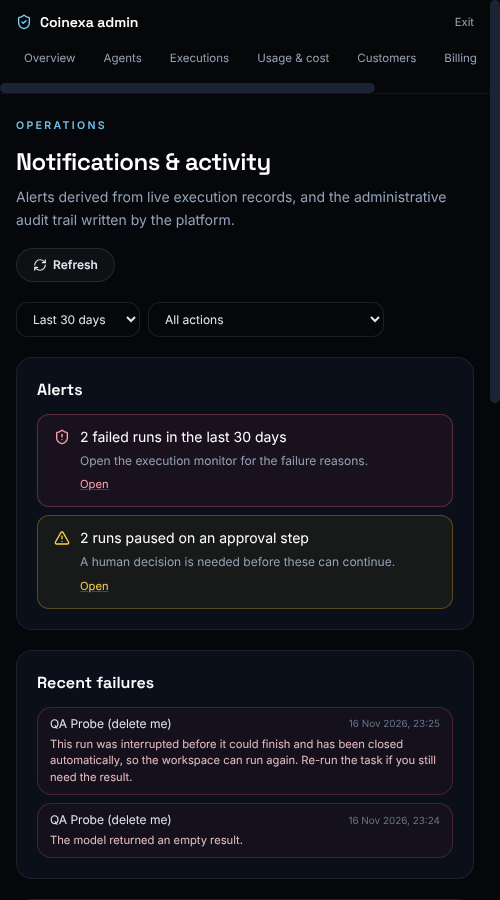 Coinexa admin
Exit
Overview Agents Executions Usage & cost Customers Billing
OPERATIONS
Notifications & activity
Alerts derived from live execution records, and the administrative
audit trail written by the platform.
Refresh
Last 30 days All actions
Alerts
2 failed runs in the last 30 days
Open the execution monitor for the failure reasons.
Open
2 runs paused on an approval step
A human decision is needed before these can continue.
Open
Recent failures
QA Probe (delete me) 16 Nov 2026, 23:25
This run was interrupted before it could finish and has been closed
automatically, so the workspace can run again. Re-run the task if you still
need the result.
QA Probe (delete me) 16 Nov 2026, 23:24
The model returned an empty result.